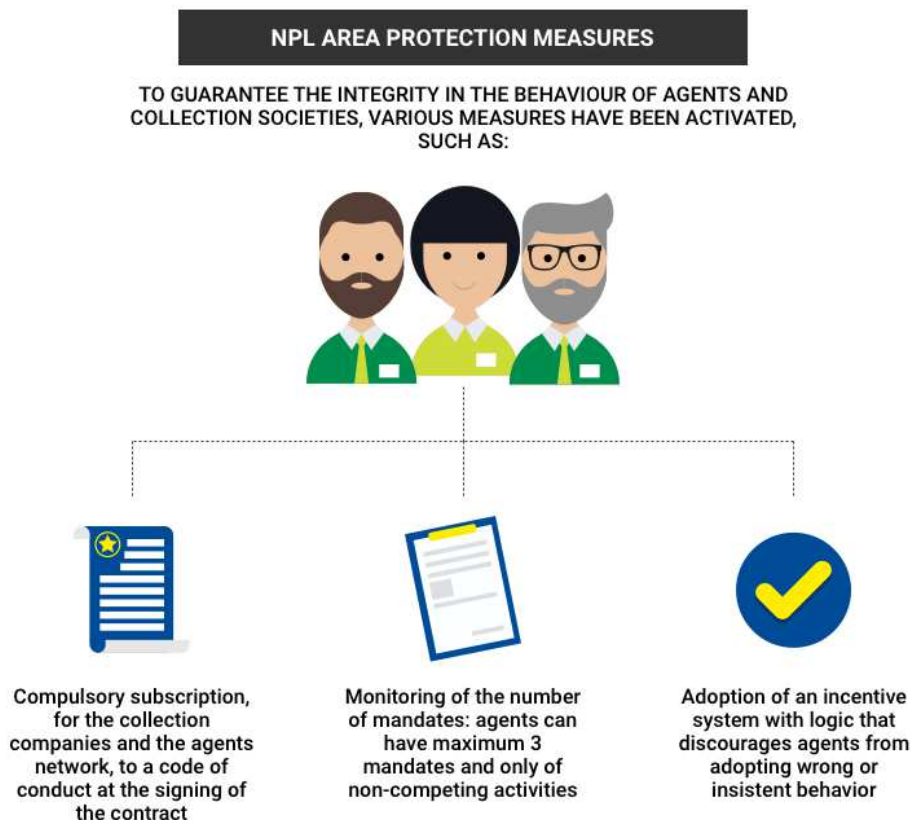 NPL AREA PROTECTION MEASURES
TO GUARANTEE THE INTEGRITY IN THE BEHAVIOUR OF AGENTS AND
COLLECTION SOCIETIES, VARIOUS MEASURES HAVE BEEN ACTIVATED,
SUCH AS:
Compulsory subscription,
for the collection
companies and the agents
network, to a code of
conduct at the signing of
the contract
Monitoring of the number
of mandates: agents can
have maximum 3
mandates and only of
non-competing activities
Adoption of an incentive
system with logic that
discourages agents from
adopting wrong or
insistent behavior